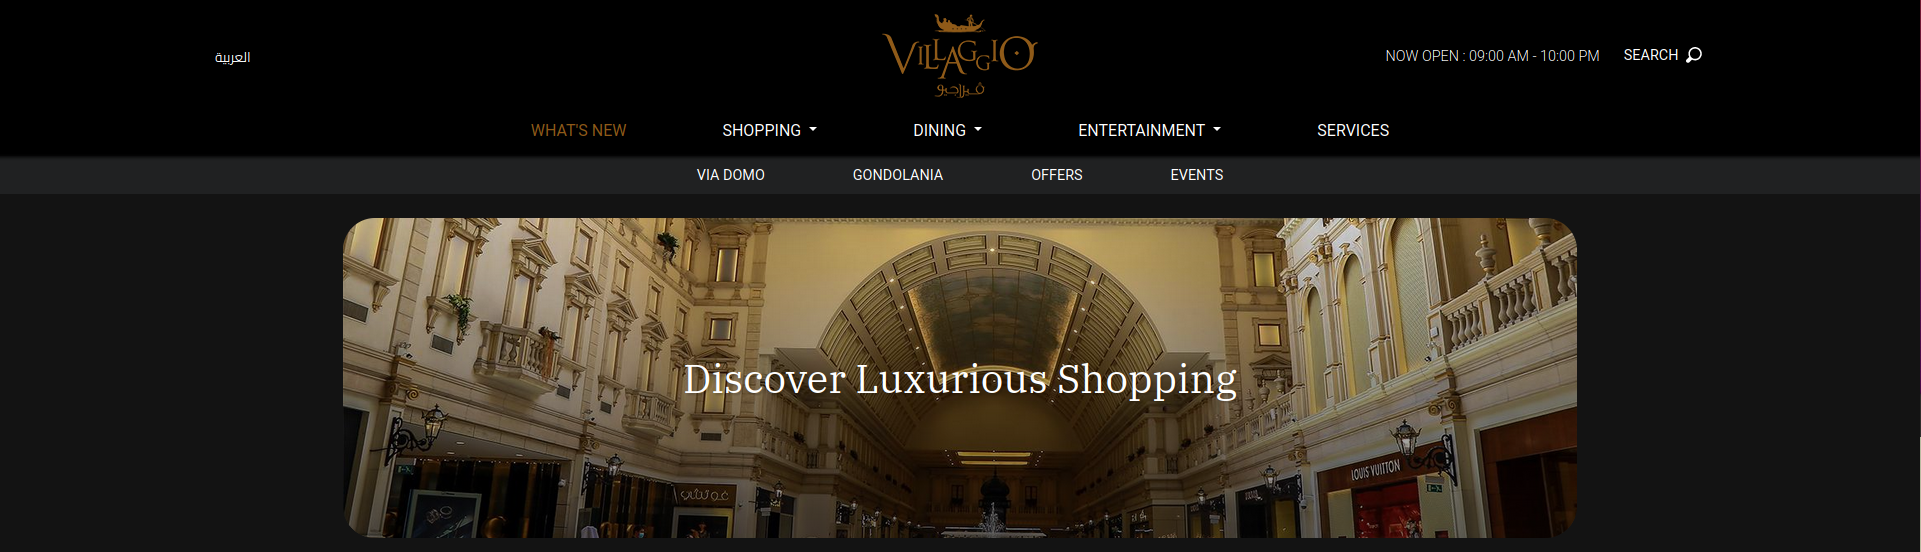 العربية
VILLAGGIO
فيلاجيو
NOW OPEN : 09:00 AM - 10:00 PM
SEARCH
WHAT'S NEW
SHOPPING
DINING
ENTERTAINMENT
SERVICES
VIA DOMO
GONDOLANIA
OFFERS
EVENTS
Discover Luxurious Shopping
غوتشي
LOUIS VUITTON